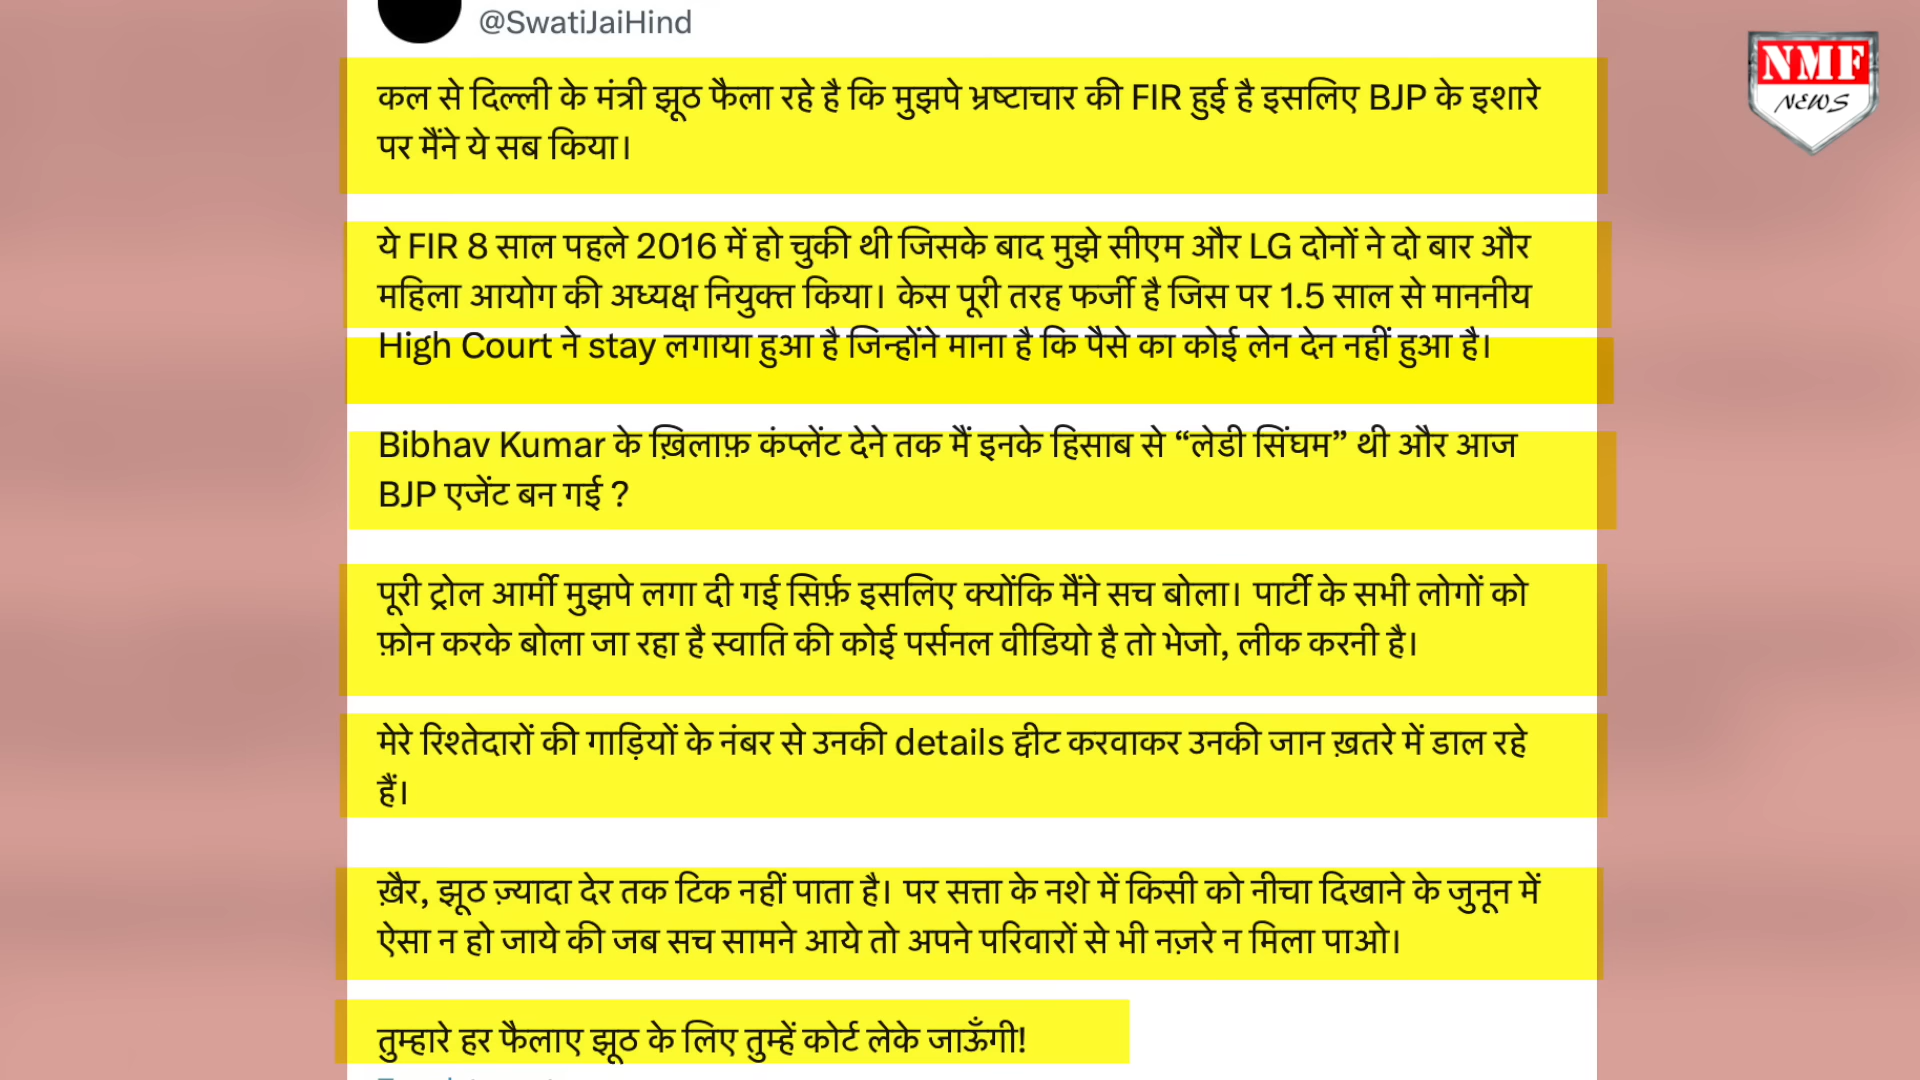 @SwatiJaiHind
NMF
NEWS
कल से दिल्ली के मंत्री झूठ फैला रहे है कि मुझपे भ्रष्टाचार की FIR हुई है इसलिए BJP के इशारे
पर मैंने ये सब किया।
ये FIR 8 साल पहले 2016 में हो चुकी थी जिसके बाद मुझे सीएम और LG दोनों ने दो बार और
महिला आयोग की अध्यक्ष नियुक्त किया। केस पूरी तरह फर्जी है जिस पर 1.5 साल से माननीय
High Court ने stay लगाया हुआ है जिन्होंने माना है कि पैसे का कोई लेन देन नहीं हुआ है।
Bibhav Kumar के ख़िलाफ़ कंप्लेंट देने तक मैं इनके हिसाब से “लेडी सिंघम” थी और आज
BJP एजेंट बन गई ?
पूरी ट्रोल आर्मी मुझपे लगा दी गई सिर्फ़ इसलिए क्योंकि मैंने सच बोला। पार्टी के सभी लोगों को
फ़ोन करके बोला जा रहा है स्वाति की कोई पर्सनल वीडियो है तो भेजो, लीक करनी है।
मेरे रिश्तेदारों की गाड़ियों के नंबर से उनकी details ट्वीट करवाकर उनकी जान ख़तरे में डाल रहे
हैं।
ख़ैर, झूठ ज़्यादा देर तक टिक नहीं पाता है। पर सत्ता के नशे में किसी को नीचा दिखाने के जुनून में
ऐसा न हो जाये की जब सच सामने आये तो अपने परिवारों से भी नज़रे न मिला पाओ।
तुम्हारे हर फैलाए झूठ के लिए तुम्हें कोर्ट लेके जाऊँगी!